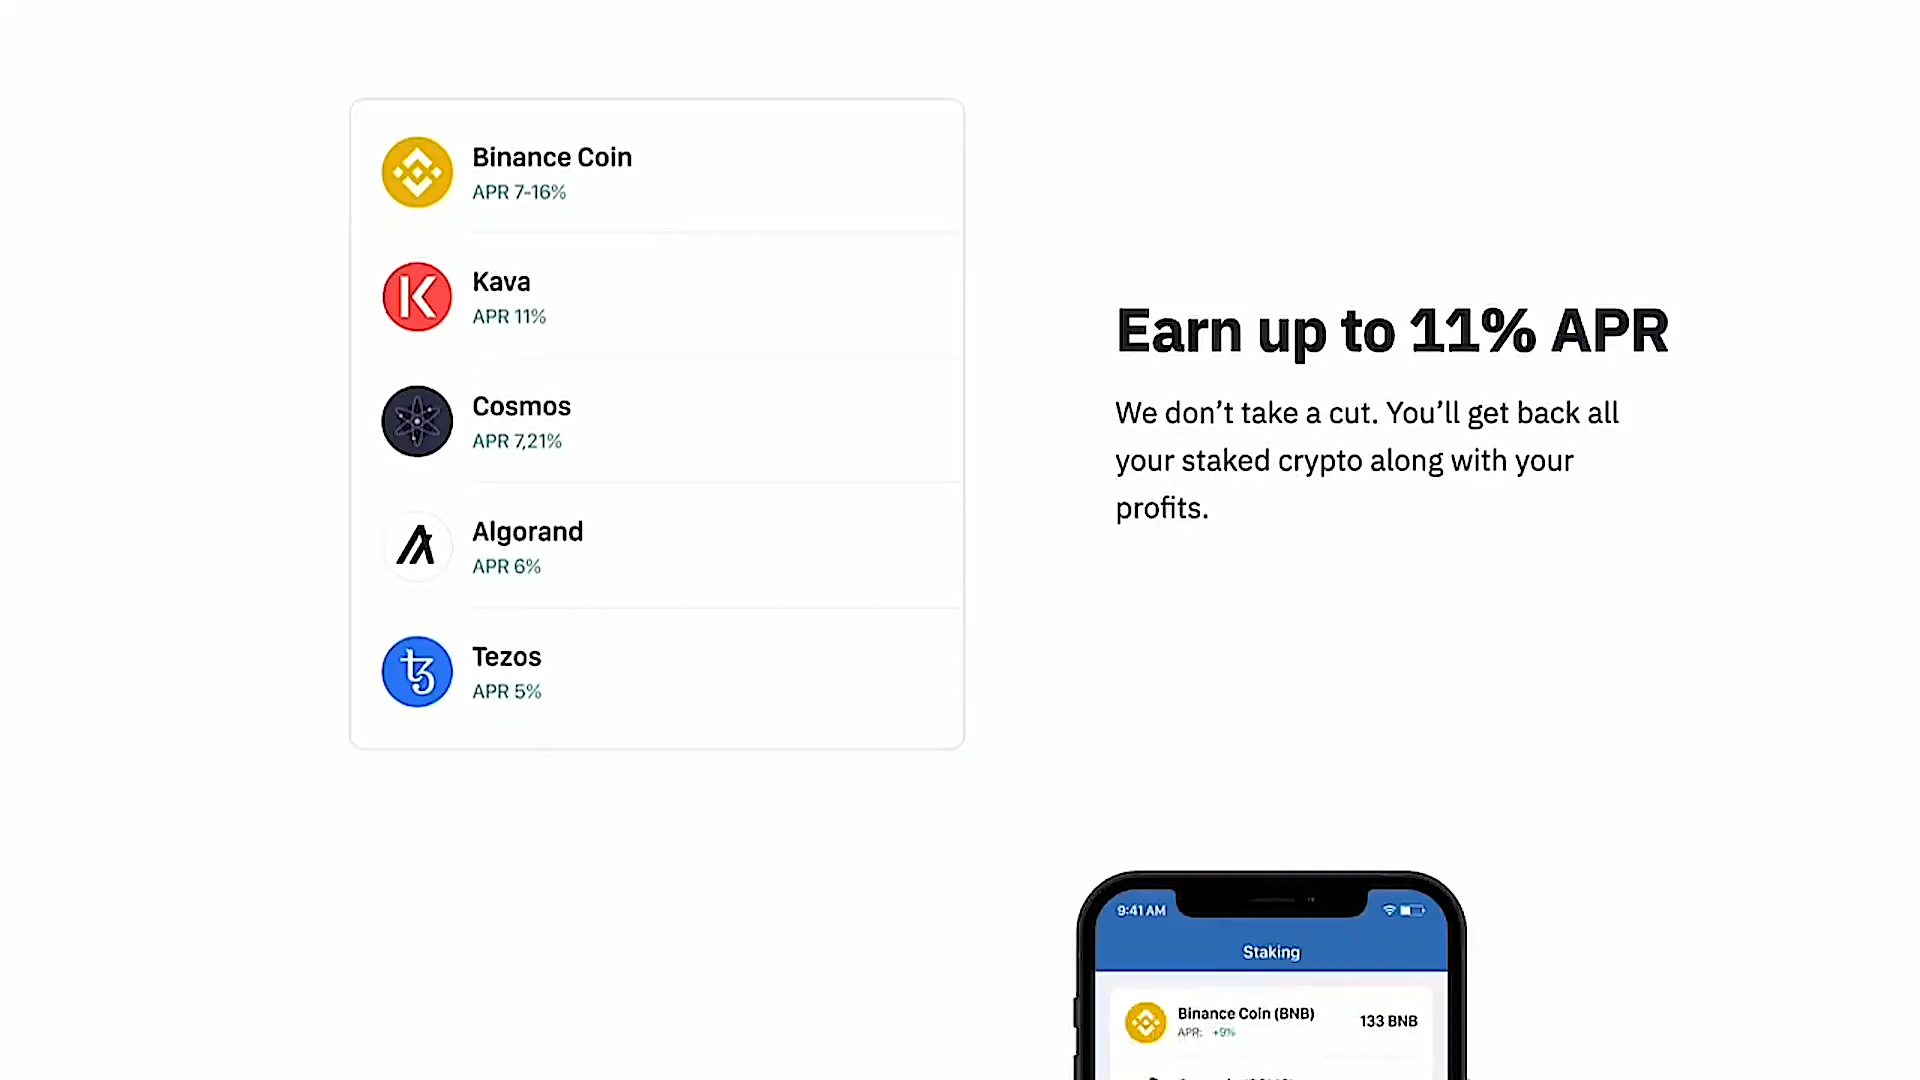 Binance Coin
APR 7-16%
Kava
APR 11%
Cosmos
APR 7,21%
Algorand
APR 6%
Tezos
APR 5%
Earn up to 11% APR
We don’t take a cut. You’ll get back all
your staked crypto along with your
profits.
9:41 AM
Staking
Binance Coin (BNB)
133 BNB
APR: +9%